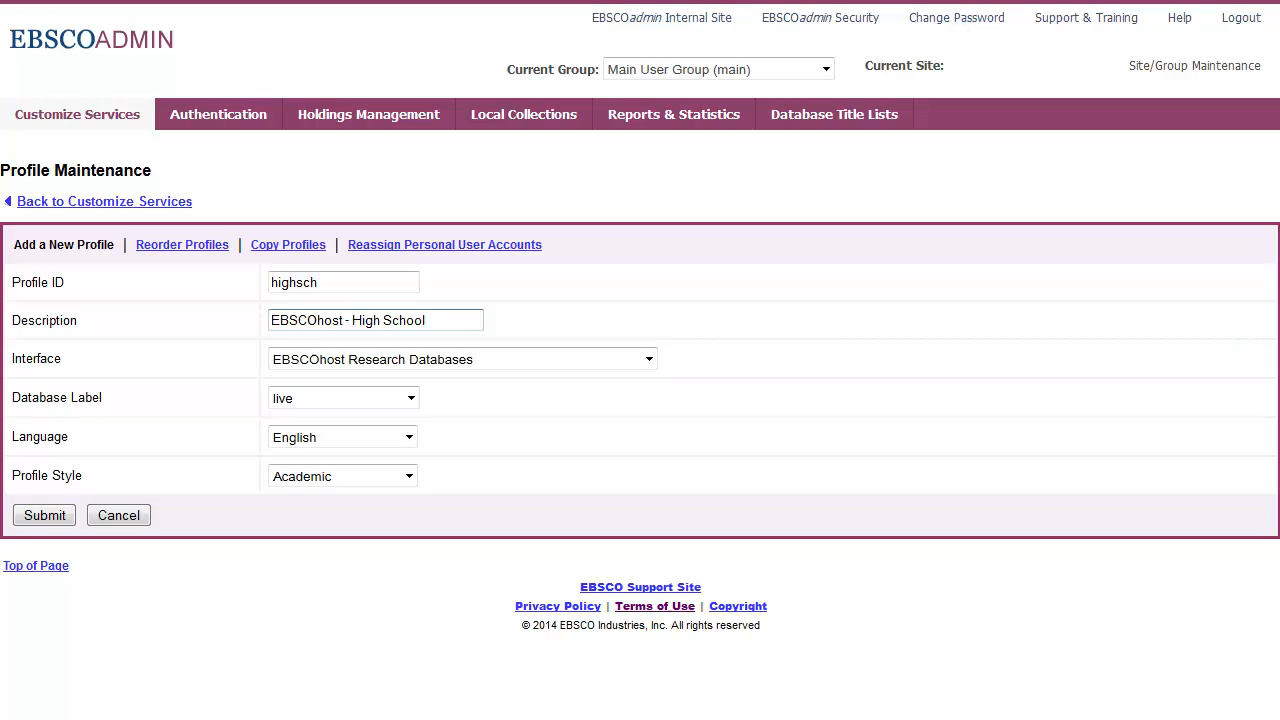 EBSCOadmin Internal Site EBSCOadmin Security Change Password Support & Training Help Logout
EBSCOADMIN
Current Group: Main User Group (main) Current Site: Site/Group Maintenance
Customize Services Authentication Holdings Management Local Collections Reports & Statistics Database Title Lists
Profile Maintenance
Back to Customize Services
Add a New Profile | Reorder Profiles | Copy Profiles | Reassign Personal User Accounts
Profile ID highsch
Description EBSCOhost - High School
Interface EBSCOhost Research Databases
Database Label live
Language English
Profile Style Academic
Submit Cancel
Top of Page
EBSCO Support Site
Privacy Policy | Terms of Use | Copyright
© 2014 EBSCO Industries, Inc. All rights reserved